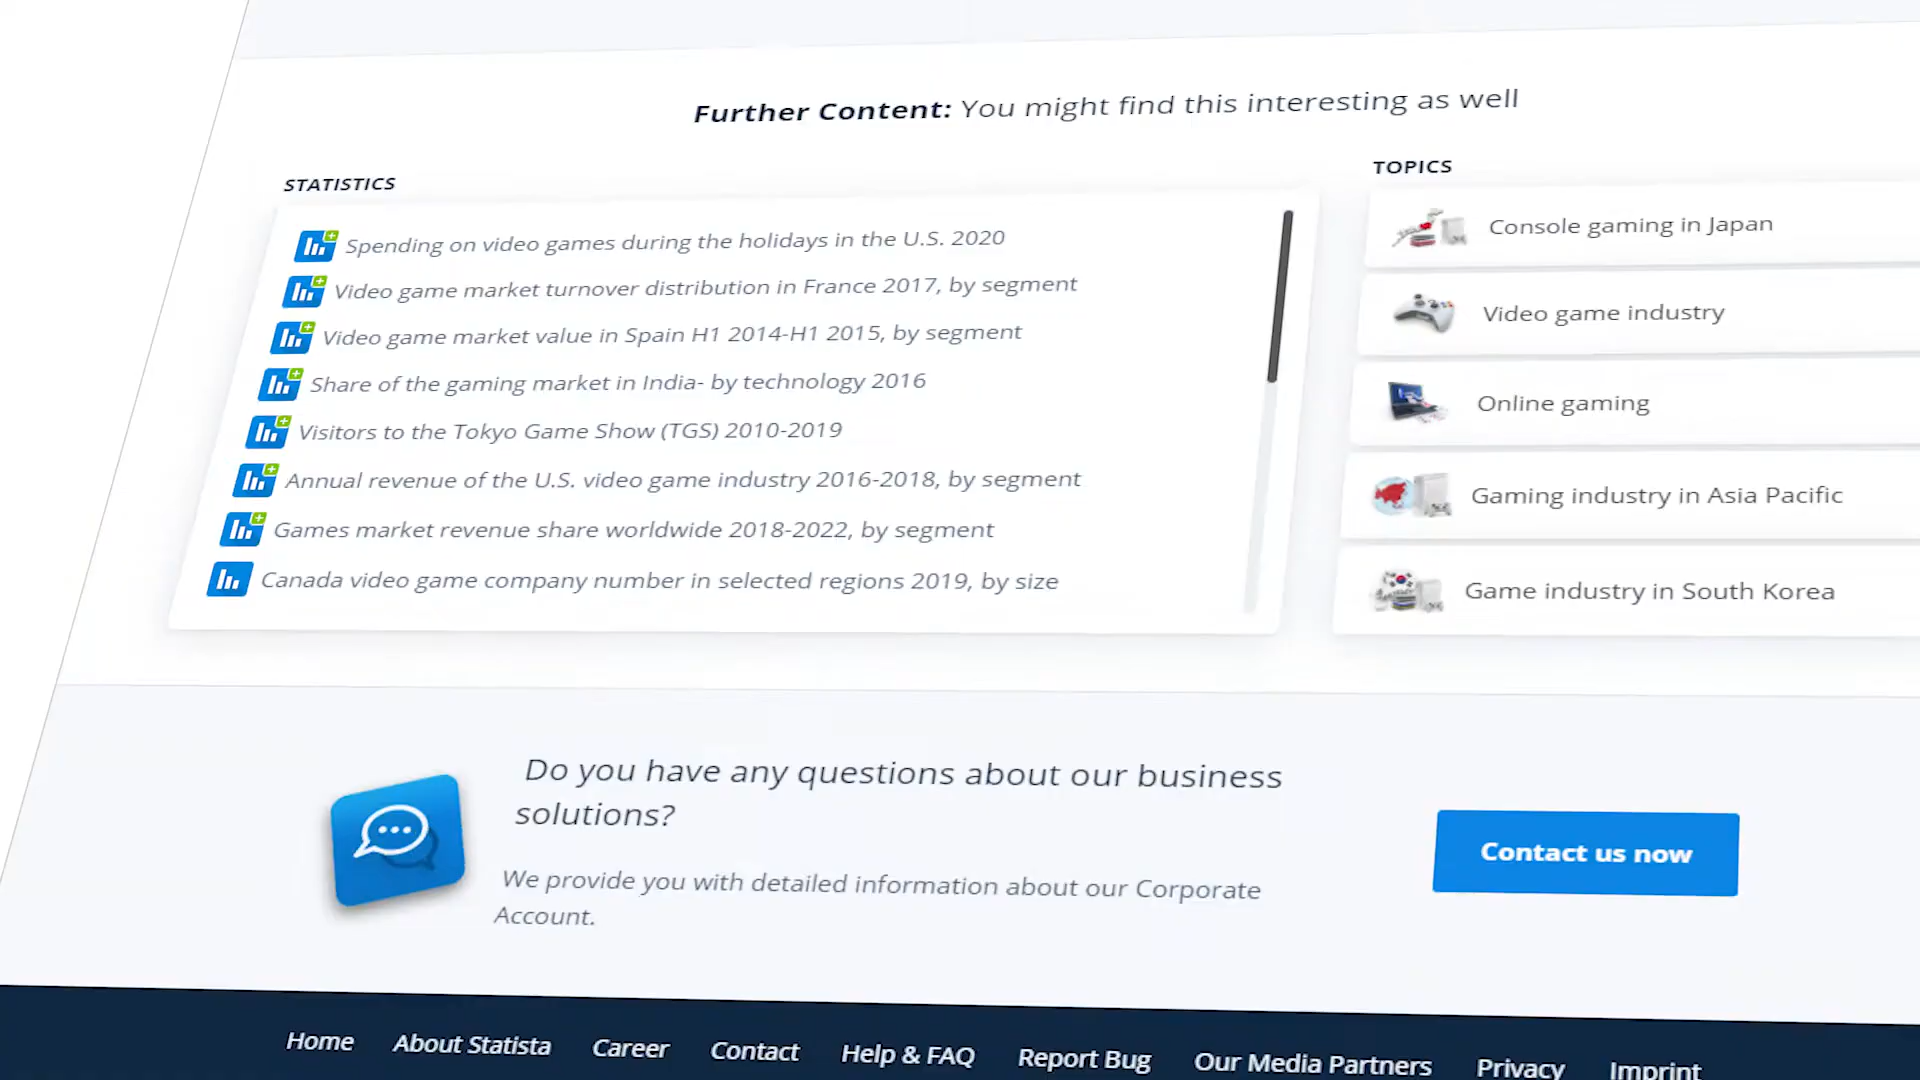 Further Content: You might find this interesting as well
STATISTICS
Spending on video games during the holidays in the U.S. 2020
Video game market turnover distribution in France 2017, by segment
Video game market value in Spain H1 2014-H1 2015, by segment
Share of the gaming market in India- by technology 2016
Visitors to the Tokyo Game Show (TGS) 2010-2019
Annual revenue of the U.S. video game industry 2016-2018, by segment
Games market revenue share worldwide 2018-2022, by segment
Canada video game company number in selected regions 2019, by size
TOPICS
Console gaming in Japan
Video game industry
Online gaming
Gaming industry in Asia Pacific
Game industry in South Korea
Do you have any questions about our business
solutions?
We provide you with detailed information about our Corporate
Account.
Contact us now
Home About Statista Career Contact Help & FAQ Report Bug Our Media Partners Privacy Imprint